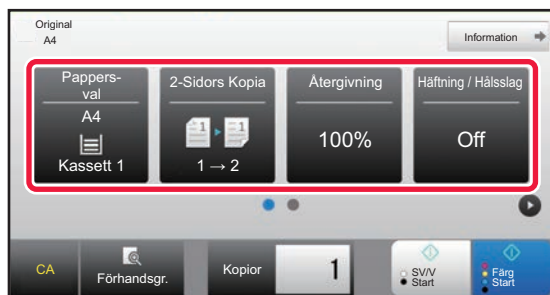 Original
A4
Information
Pappers-
val
A4
Kassett 1
2-Sidors Kopia
1 → 2
Återgivning
100%
Häftning / Hålsslag
Off
CA
Förhandsgr.
Kopior
1
SV/V
Start
Färg
Start